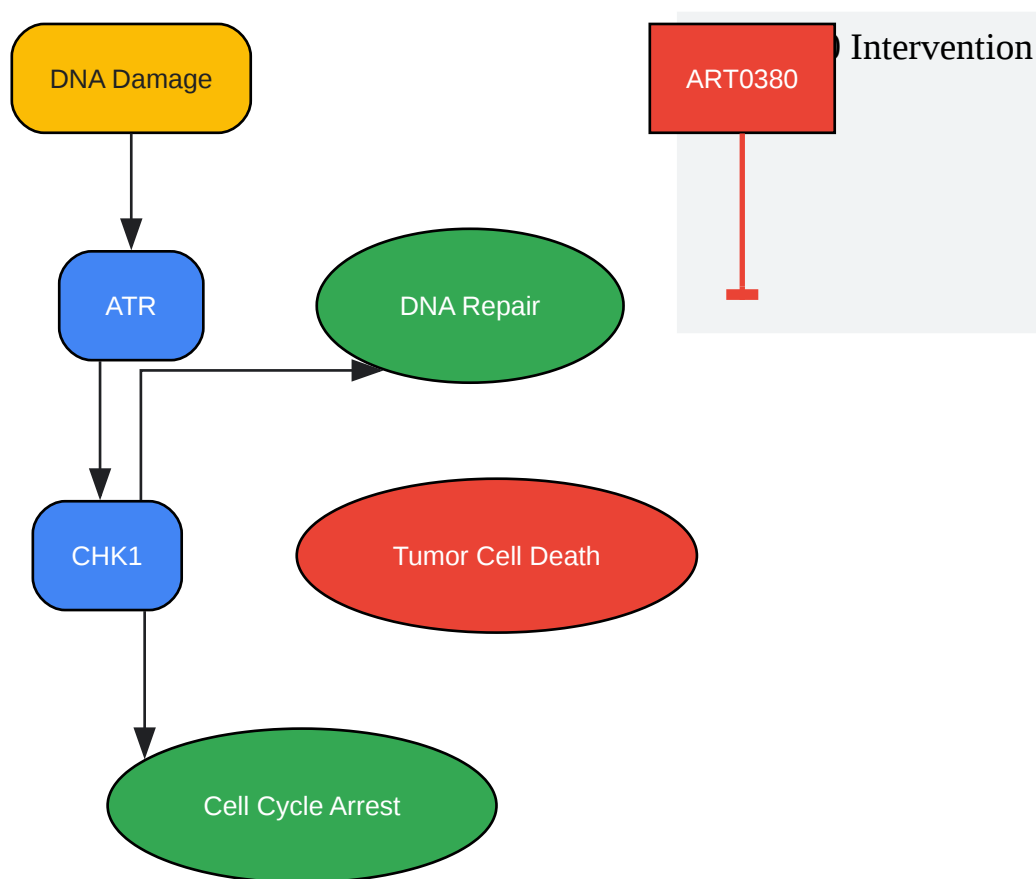 DNA Damage
ART0380
Intervention
ATR
DNA Repair
CHK1
Tumor Cell Death
Cell Cycle Arrest